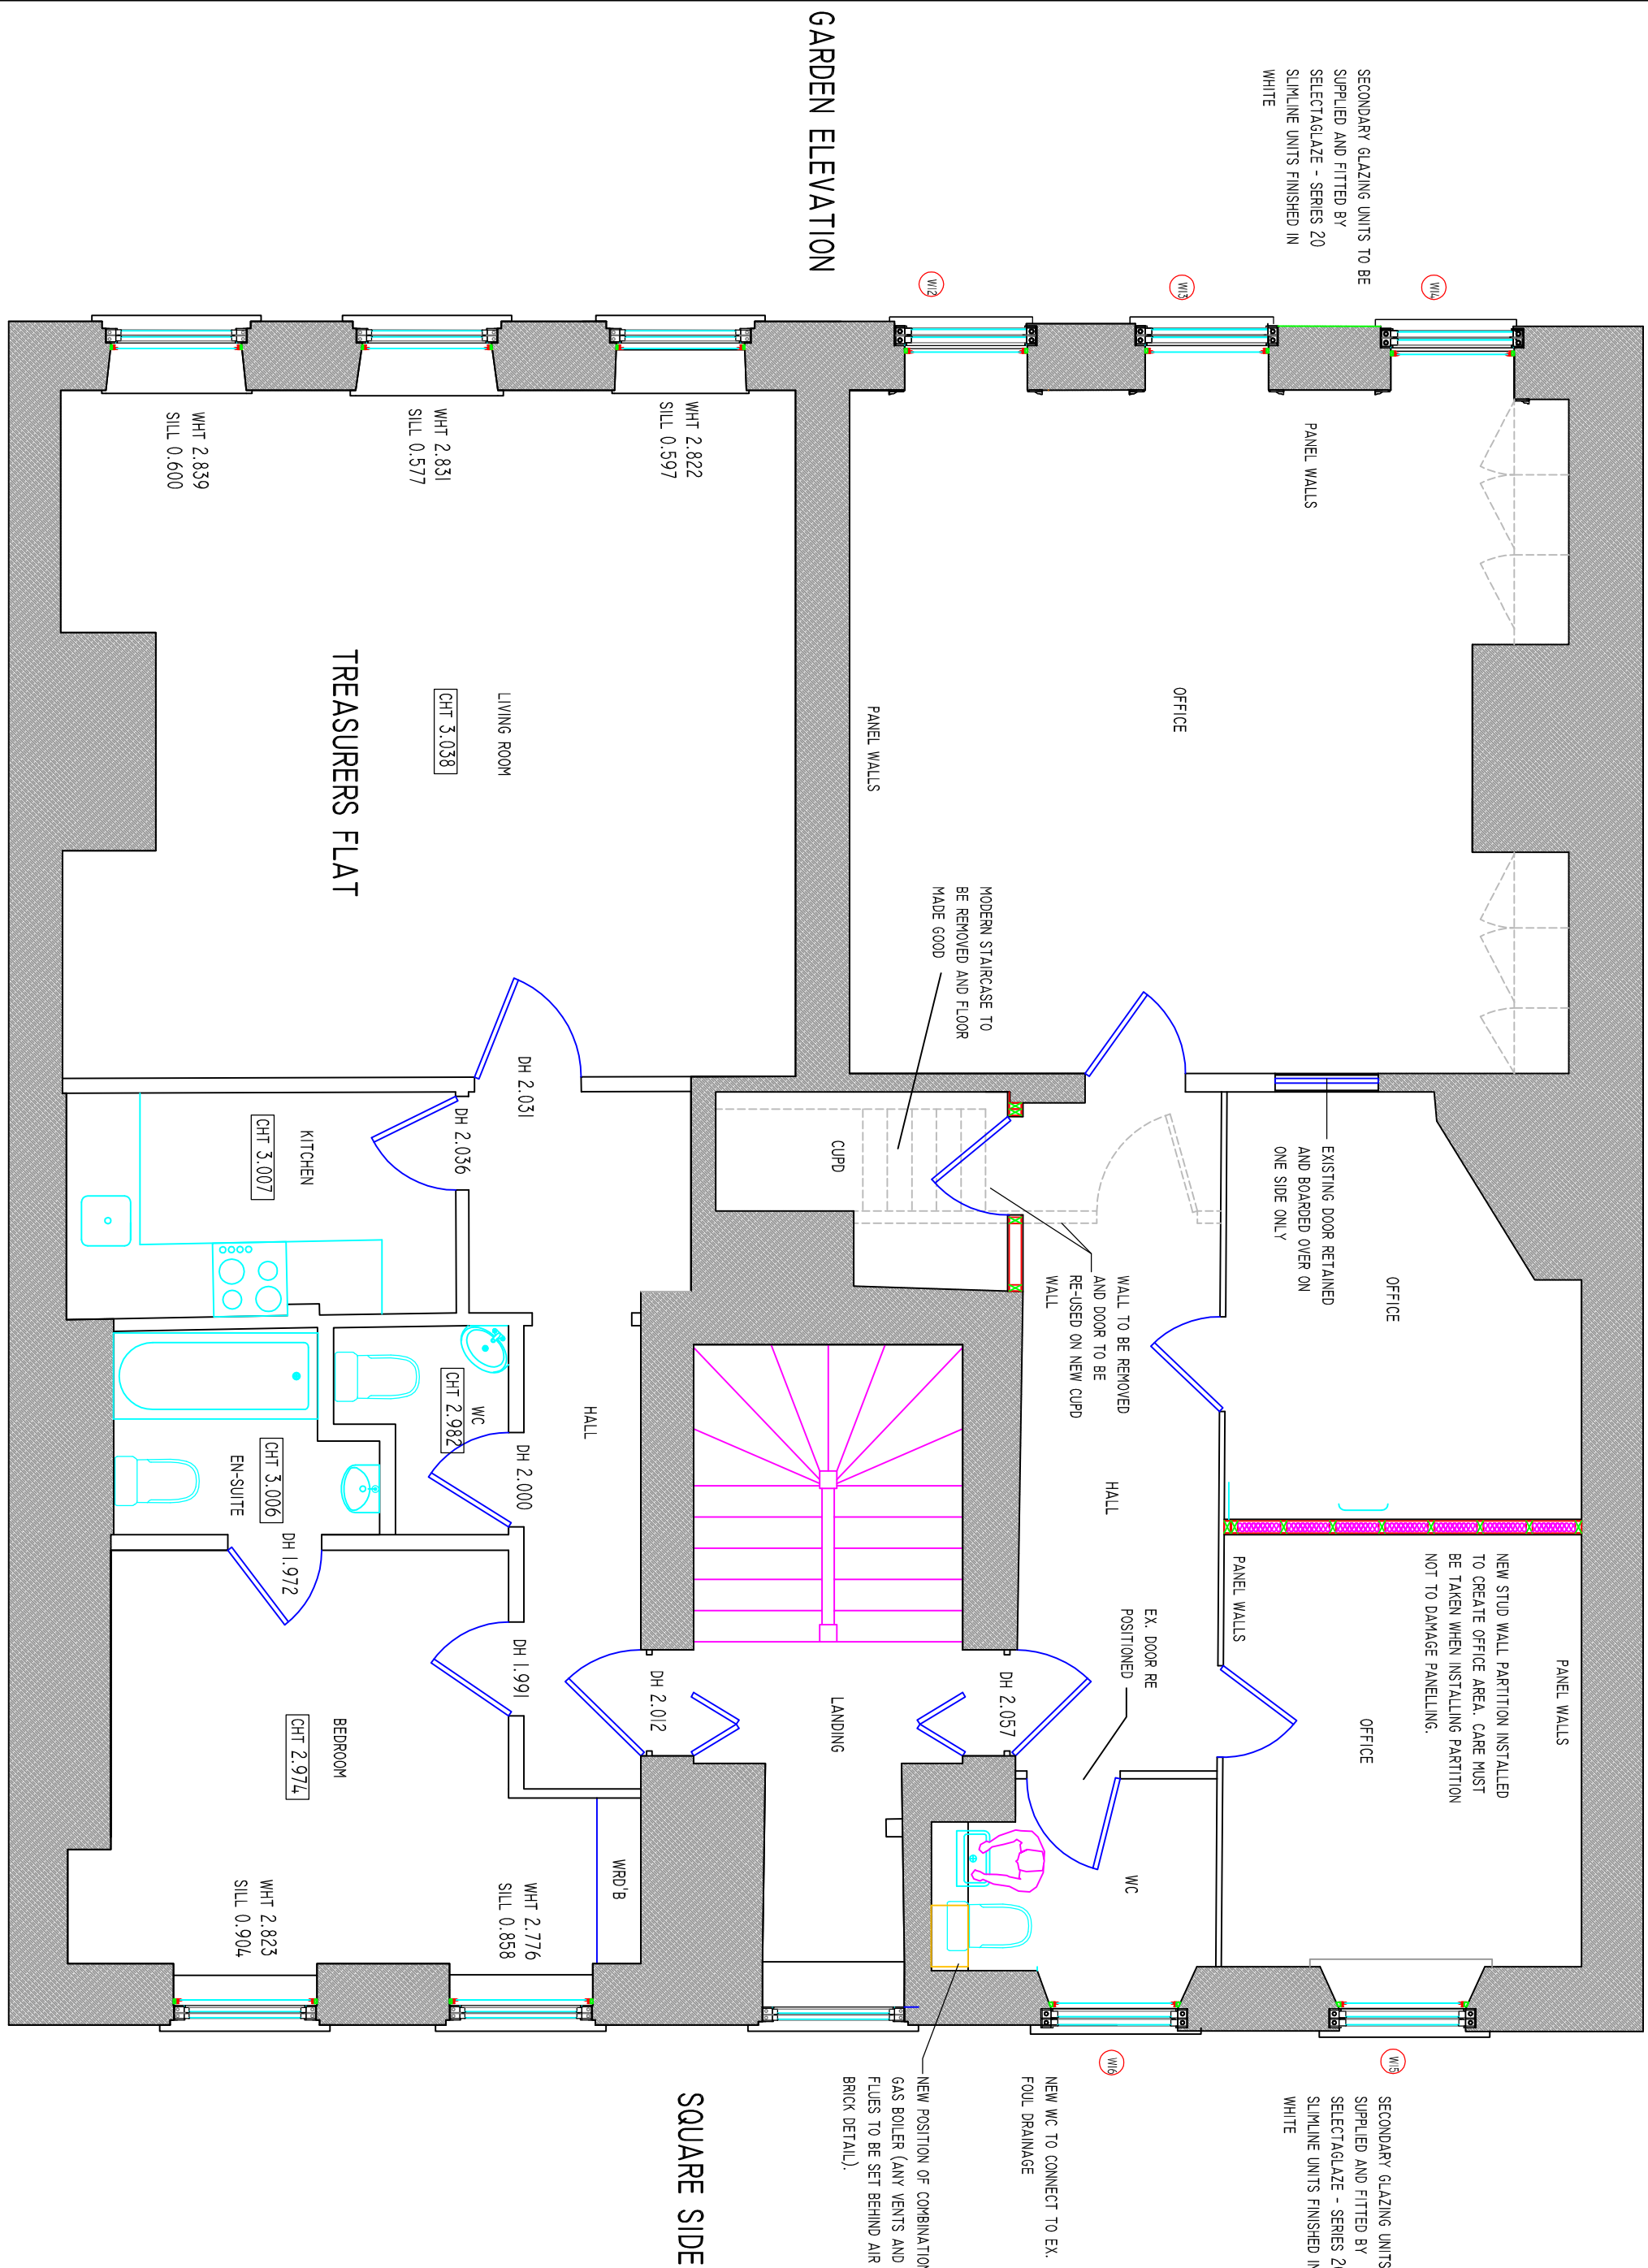 GARDEN ELEVATION
SECONDARY GLAZING UNITS TO BE
SUPPLIED AND FITTED BY
SELECTAGLAZE - SERIES 20
SLIMLINE UNITS FINISHED IN
WHITE
W14
W13
W12
PANEL WALLS
OFFICE
PANEL WALLS
WHT 2.822
SILL 0.597
WHT 2.831
SILL 0.577
WHT 2.839
SILL 0.600
LIVING ROOM
CHT 3.038
TREASURERS FLAT
MODERN STAIRCASE TO
BE REMOVED AND FLOOR
MADE GOOD
EXISTING DOOR RETAINED
AND BOARDED OVER ON
ONE SIDE ONLY
OFFICE
CUPD
WALL TO BE REMOVED
AND DOOR TO BE
RE-USED ON NEW CUPD
WALL
DH 2.031
DH 2.036
KITCHEN
CHT 3.007
HALL
HALL
WC
CHT 2.982
DH 2.000
CHT 3.006
EN-SUITE
DH 1.972
PANEL WALLS
NEW STUD WALL PARTITION INSTALLED
TO CREATE OFFICE AREA. CARE MUST
BE TAKEN WHEN INSTALLING PARTITION
NOT TO DAMAGE PANELLING.
PANEL WALLS
OFFICE
EX. DOOR RE
POSITIONED
DH 2.057
LANDING
DH 2.012
DH 1.991
BEDROOM
CHT 2.974
WC
WRD'B
WHT 2.776
SILL 0.858
WHT 2.823
SILL 0.904
W15
W16
SECONDARY GLAZING UNITS
SUPPLIED AND FITTED BY
SELECTAGLAZE - SERIES 20
SLIMLINE UNITS FINISHED IN
WHITE
NEW WC TO CONNECT TO EX.
FOUL DRAINAGE
NEW POSITION OF COMBINATION
GAS BOILER (ANY VENTS AND
FLUES TO BE SET BEHIND AIR
BRICK DETAIL).
SQUARE SIDE